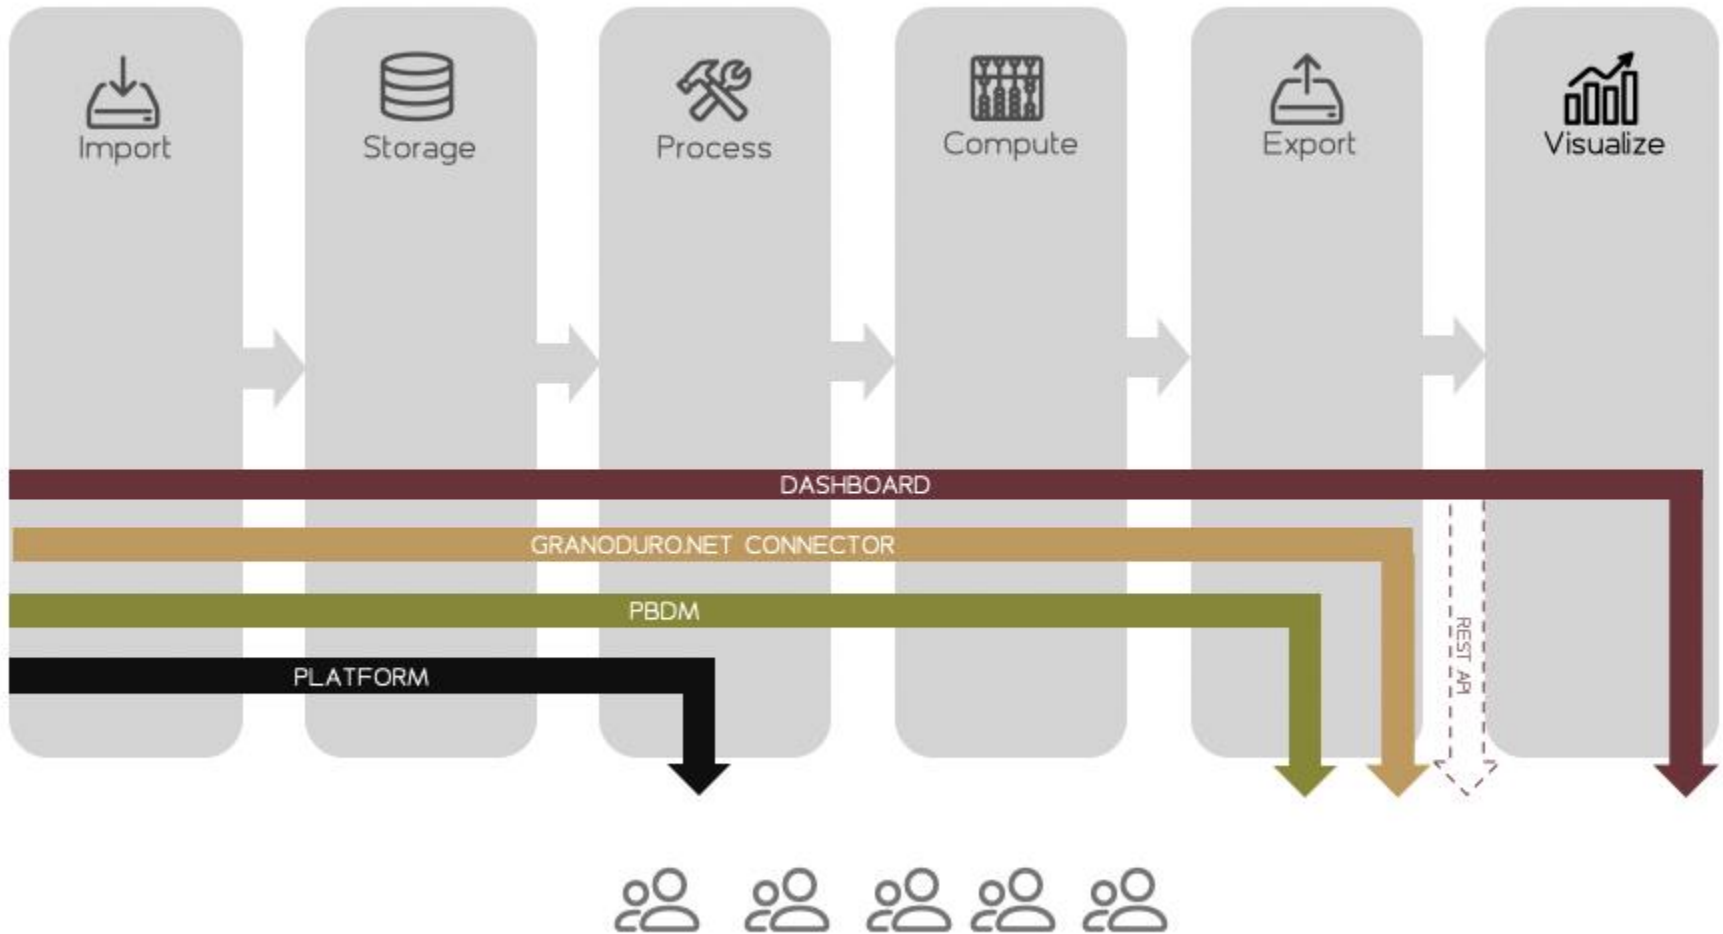 Import
Storage
Process
Compute
Export
Visualize
DASHBOARD
GRANODURO.NET CONNECTOR
PBDM
REST API
PLATFORM